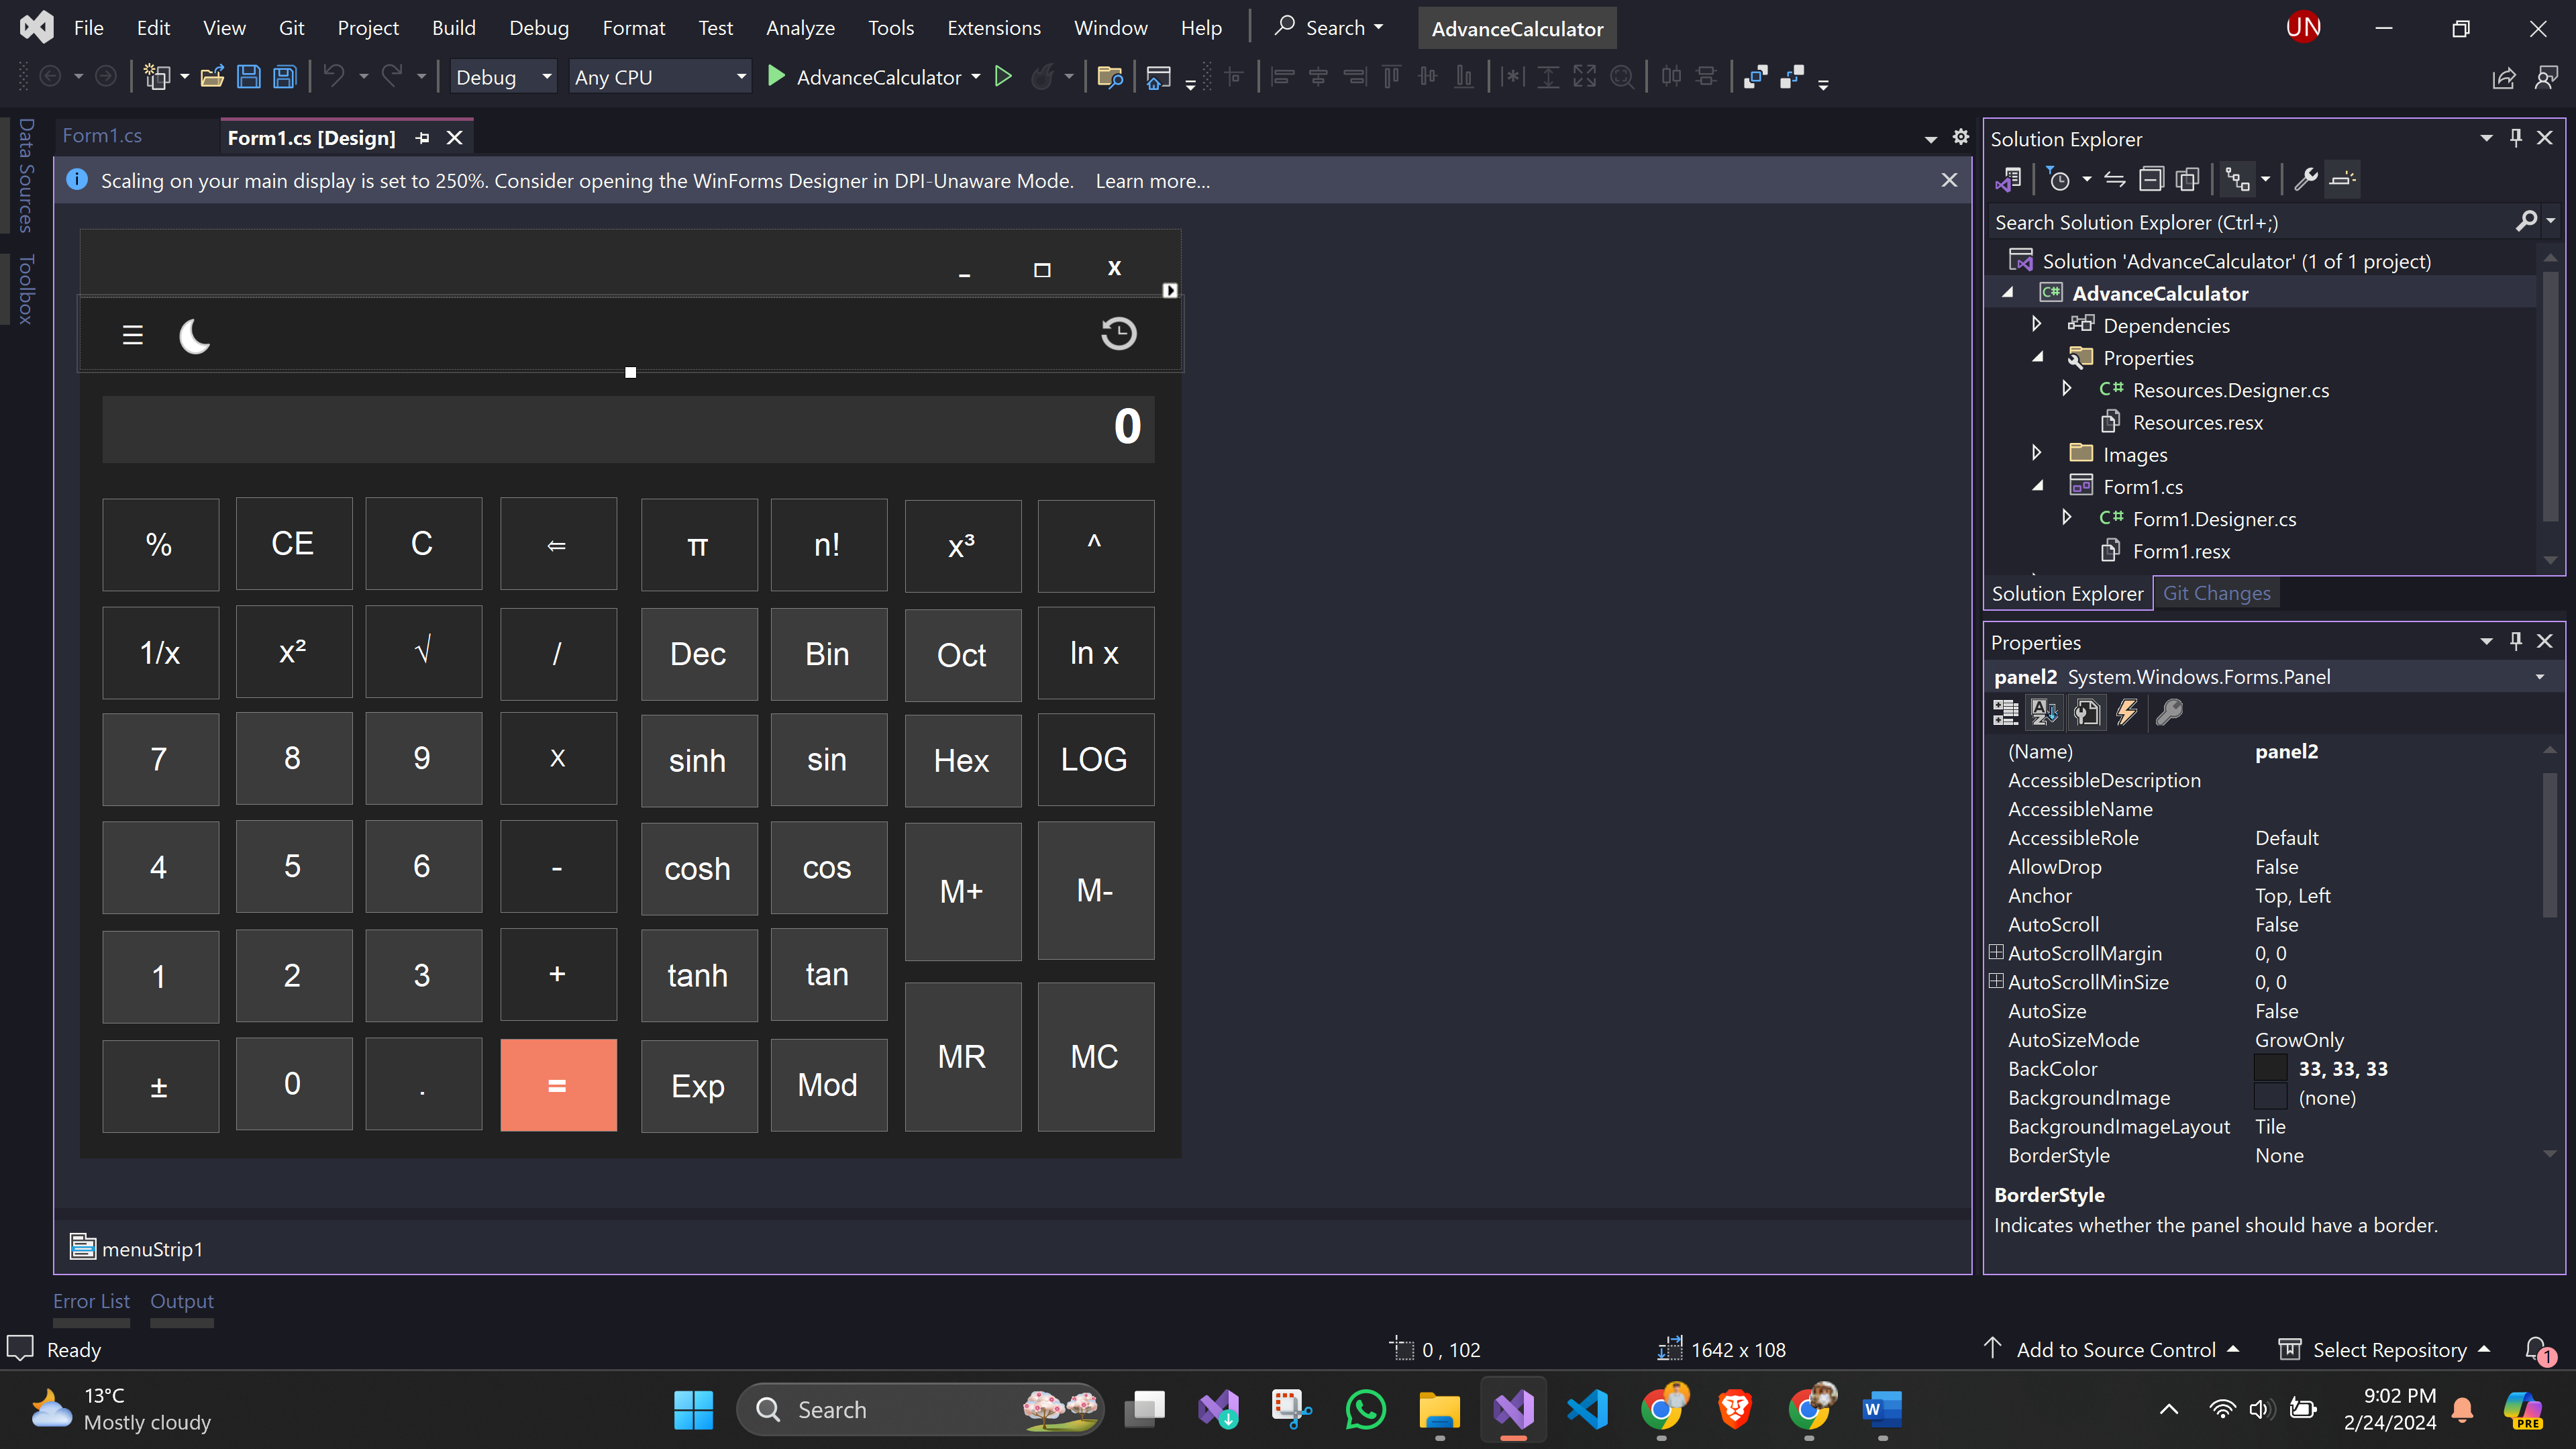 File Edit View Git Project Build Debug Format Test Analyze Tools Extensions Window Help Search AdvanceCalculator JN
Debug Any CPU AdvanceCalculator
Data Sources
Toolbox
Form1.cs Form1.cs [Design]
Scaling on your main display is set to 250%. Consider opening the WinForms Designer in DPI-Unaware Mode. Learn more...
- X
0
% CE C ⇐ π n! x³ ^
1/x x² √ / Dec Bin Oct ln x
7 8 9 X sinh sin Hex LOG
4 5 6 - cosh cos M+ M-
1 2 3 + tanh tan
± 0 . = Exp Mod MR MC
menuStrip1
Solution Explorer
Search Solution Explorer (Ctrl+;)
Solution 'AdvanceCalculator' (1 of 1 project)
C# AdvanceCalculator
Dependencies
Properties
C# Resources.Designer.cs
Resources.resx
Images
Form1.cs
C# Form1.Designer.cs
Form1.resx
Solution Explorer Git Changes
Properties
panel2 System.Windows.Forms.Panel
(Name) panel2
AccessibleDescription
AccessibleName
AccessibleRole Default
AllowDrop False
Anchor Top, Left
AutoScroll False
AutoScrollMargin 0, 0
AutoScrollMinSize 0, 0
AutoSize False
AutoSizeMode GrowOnly
BackColor 33, 33, 33
BackgroundImage (none)
BackgroundImageLayout Tile
BorderStyle None
BorderStyle
Indicates whether the panel should have a border.
Error List Output
Ready 0 , 102 1642 x 108 Add to Source Control Select Repository 1
13°C
Mostly cloudy
Search
W
9:02 PM
2/24/2024
PRE